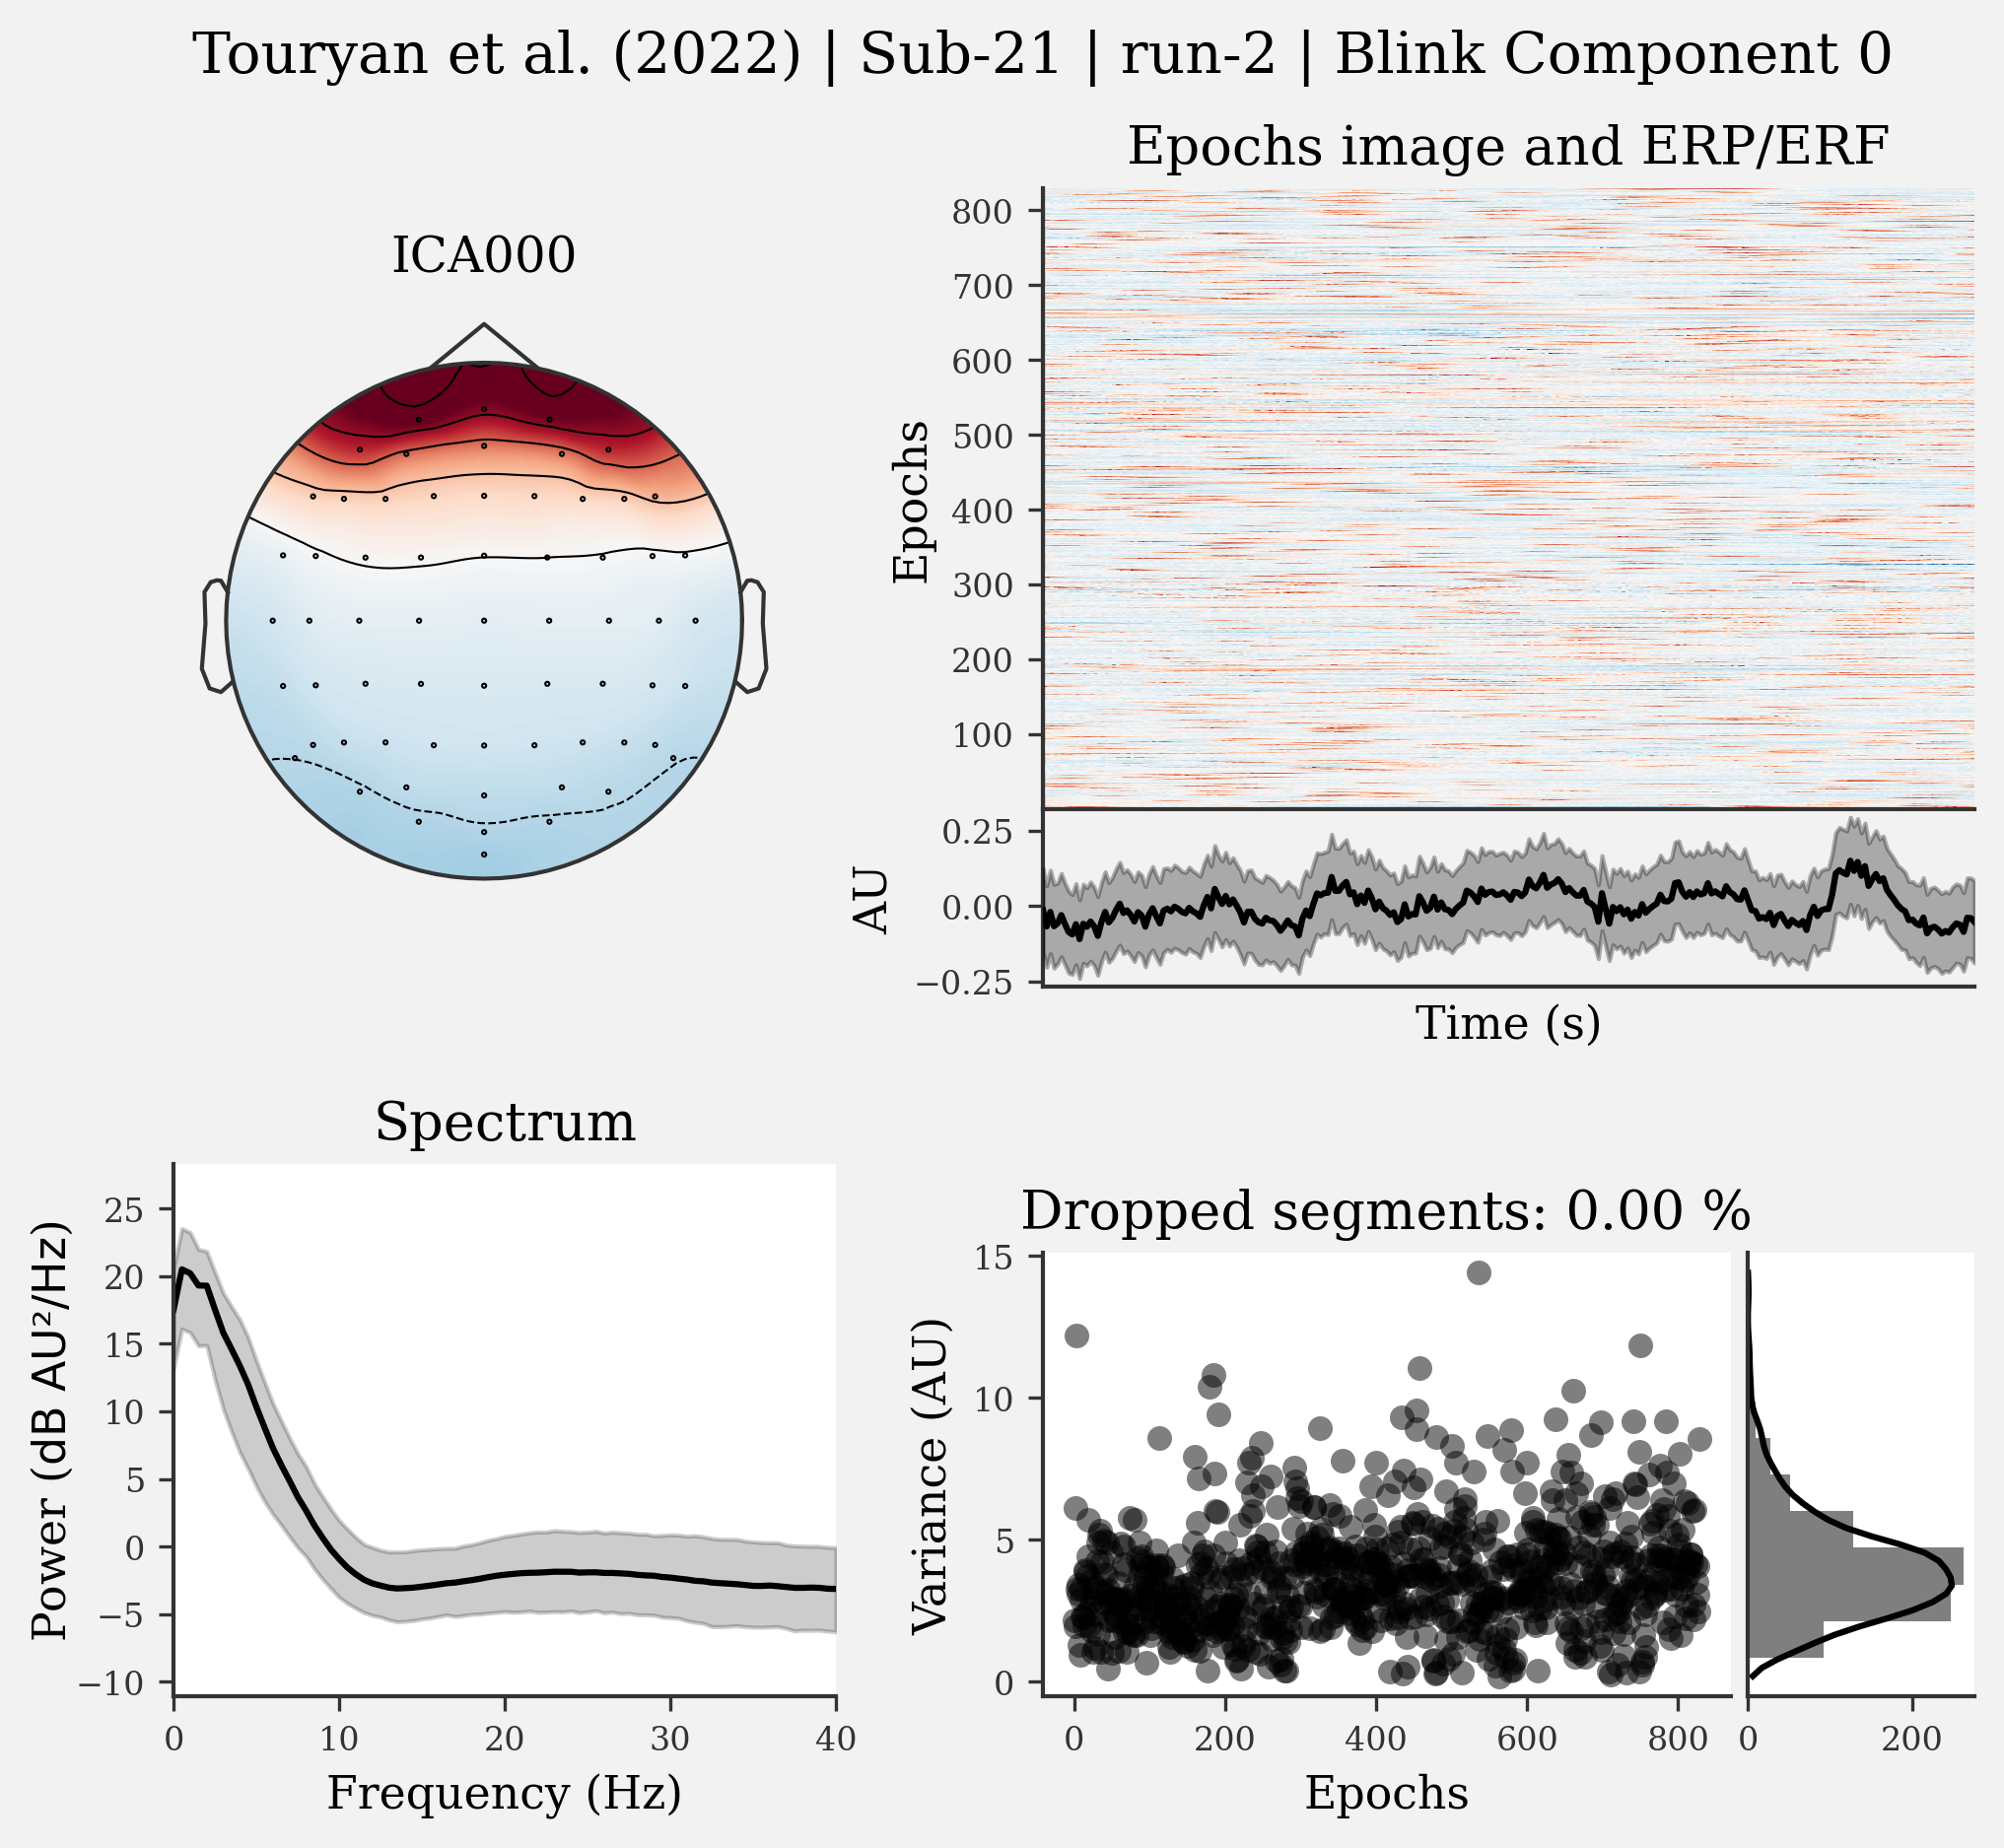 Touryan et al. (2022) | Sub-21 | run-2 | Blink Component 0
ICA000
Epochs image and ERP/ERF
800
700
600
500
400
300
200
100
Epochs
0.25
0.00
−0.25
AU
Time (s)
Spectrum
25
20
15
10
5
0
−5
−10
Power (dB AU²/Hz)
0 10 20 30 40
Frequency (Hz)
Dropped segments: 0.00 %
15
10
5
0
Variance (AU)
0 200 400 600 800
Epochs
0 200